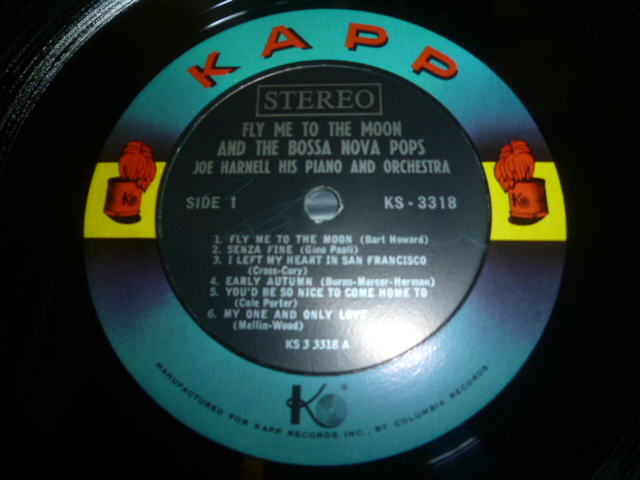 KAPP
STEREO
FLY ME TO THE MOON
AND THE BOSSA NOVA POPS
JOE HARNELL HIS PIANO AND ORCHESTRA
SIDE 1 KS-3318
1. FLY ME TO THE MOON (Bart Howard)
2. SENZA FINE (Gino Paoli)
3. I LEFT MY HEART IN SAN FRANCISCO
(Cross-Cory)
4. EARLY AUTUMN (Burns-Mercer-Herman)
5. YOU'D BE SO NICE TO COME HOME TO
(Cole Porter)
6. MY ONE AND ONLY LOVE
(Mellin-Wood)
KS 3 3318 A
K
K
K
MANUFACTURED FOR KAPP RECORDS INC., BY COLUMBIA RECORDS